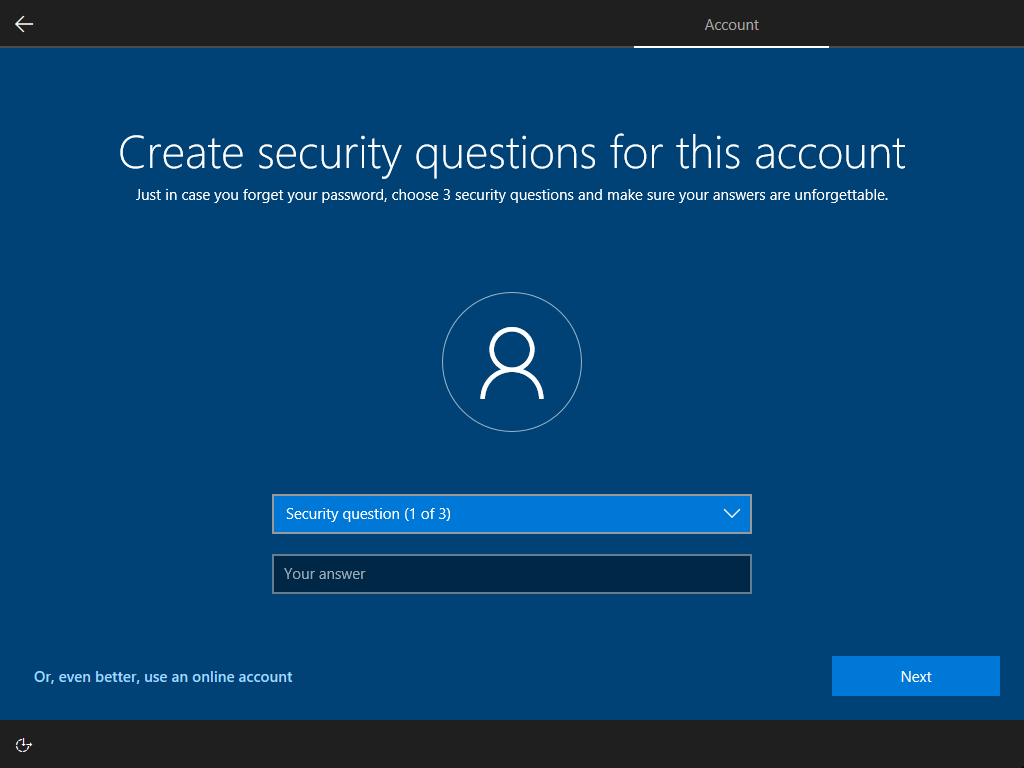 Account
Create security questions for this account
Just in case you forget your password, choose 3 security questions and make sure your answers are unforgettable.
Security question (1 of 3)
Your answer
Or, even better, use an online account
Next